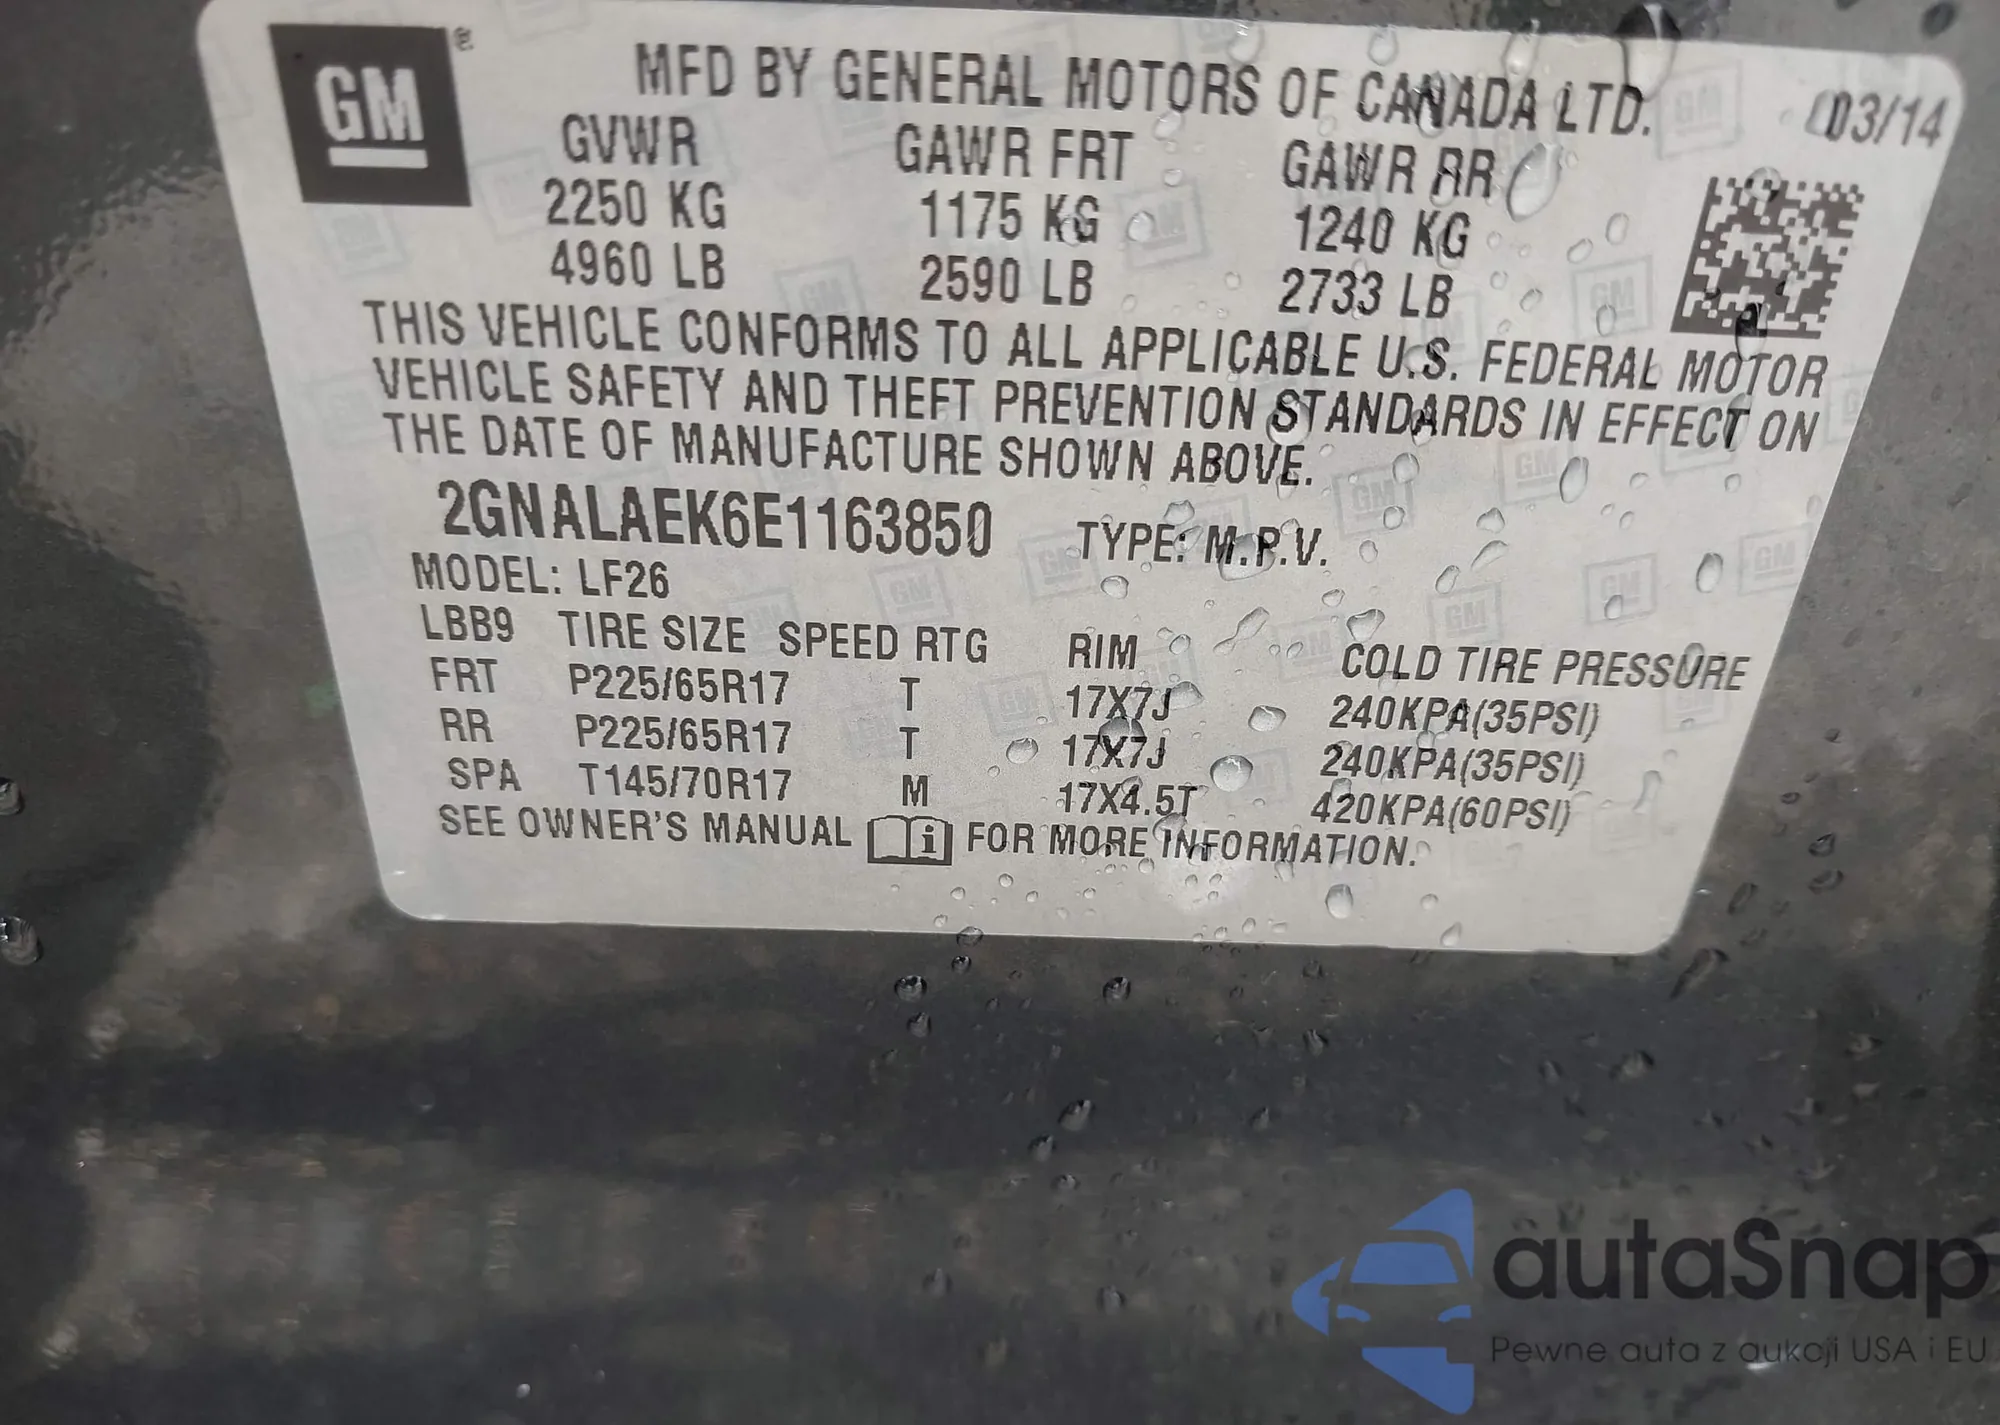 GM ®
MFD BY GENERAL MOTORS OF CANADA LTD. 03/14
GVWR GAWR FRT GAWR RR
2250 KG 1175 KG 1240 KG
4960 LB 2590 LB 2733 LB
THIS VEHICLE CONFORMS TO ALL APPLICABLE U.S. FEDERAL MOTOR
VEHICLE SAFETY AND THEFT PREVENTION STANDARDS IN EFFECT ON
THE DATE OF MANUFACTURE SHOWN ABOVE.
2GNALAEK6E1163850 TYPE: M.P.V.
MODEL: LF26
LBB9 TIRE SIZE SPEED RTG RIM COLD TIRE PRESSURE
FRT P225/65R17 T 17X7J 240KPA(35PSI)
RR P225/65R17 T 17X7J 240KPA(35PSI)
SPA T145/70R17 M 17X4.5T 420KPA(60PSI)
SEE OWNER'S MANUAL i FOR MORE INFORMATION.
autaSnap
Pewne auta z aukcji USA i EU